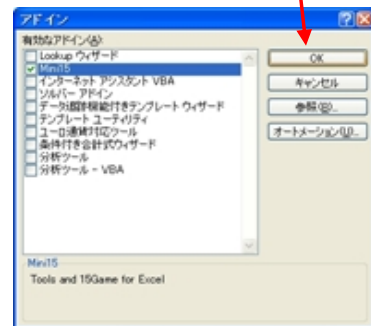 アドイン
有効なアドイン(A):
Lookup ウィザード
Mini15
インターネット アシスタント VBA
ソルバー アドイン
データ追跡機能付きテンプレート ウィザード
テンプレート ユーティリティ
ユーロ通貨対応ツール
条件付き合計式ウィザード
分析ツール
分析ツール - VBA
OK
キャンセル
参照(B)...
オートメーション(U)...
Mini15
Tools and 15Game for Excel